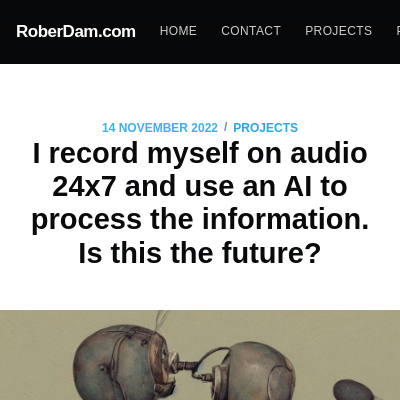 RoberDam.com HOME CONTACT PROJECTS
14 NOVEMBER 2022 / PROJECTS
I record myself on audio
24x7 and use an AI to
process the information.
Is this the future?